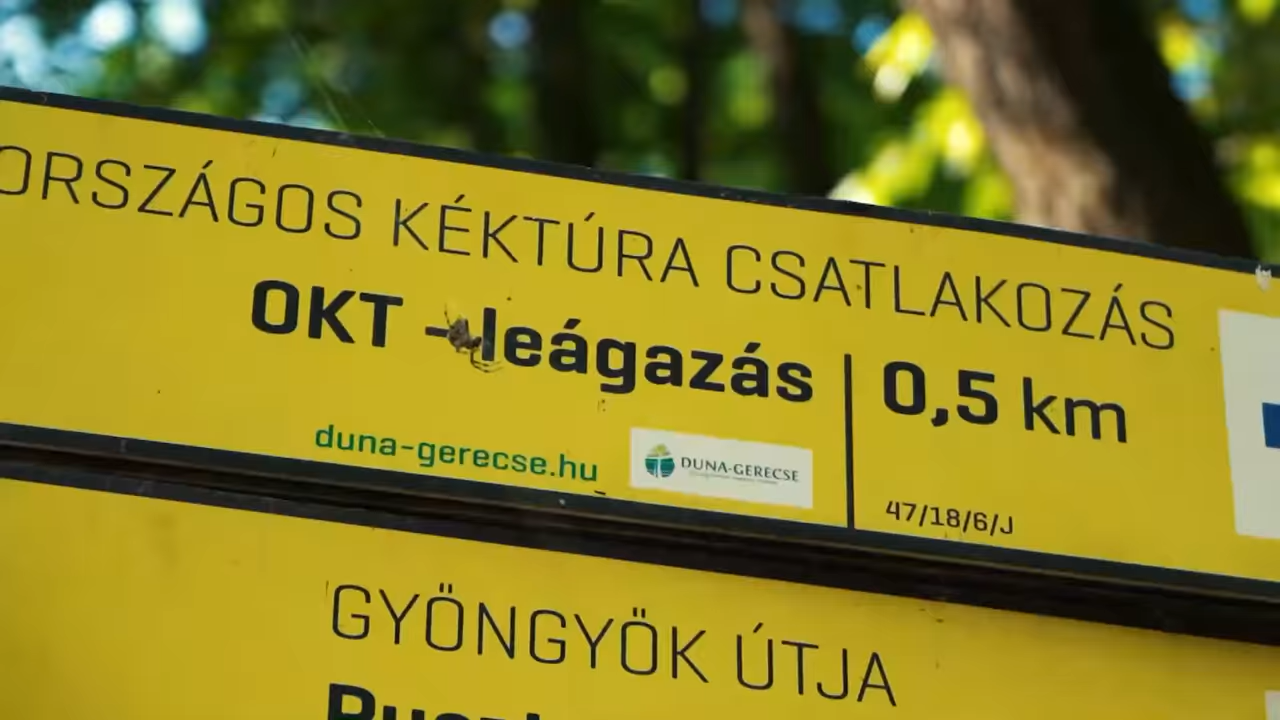 ORSZÁGOS KÉKTÚRA CSATLAKOZÁS
OKT - leágazás
0,5 km
duna-gerecse.hu
DUNA-GERECSE
47/18/6/J
GYÖNGYÖK ÚTJA